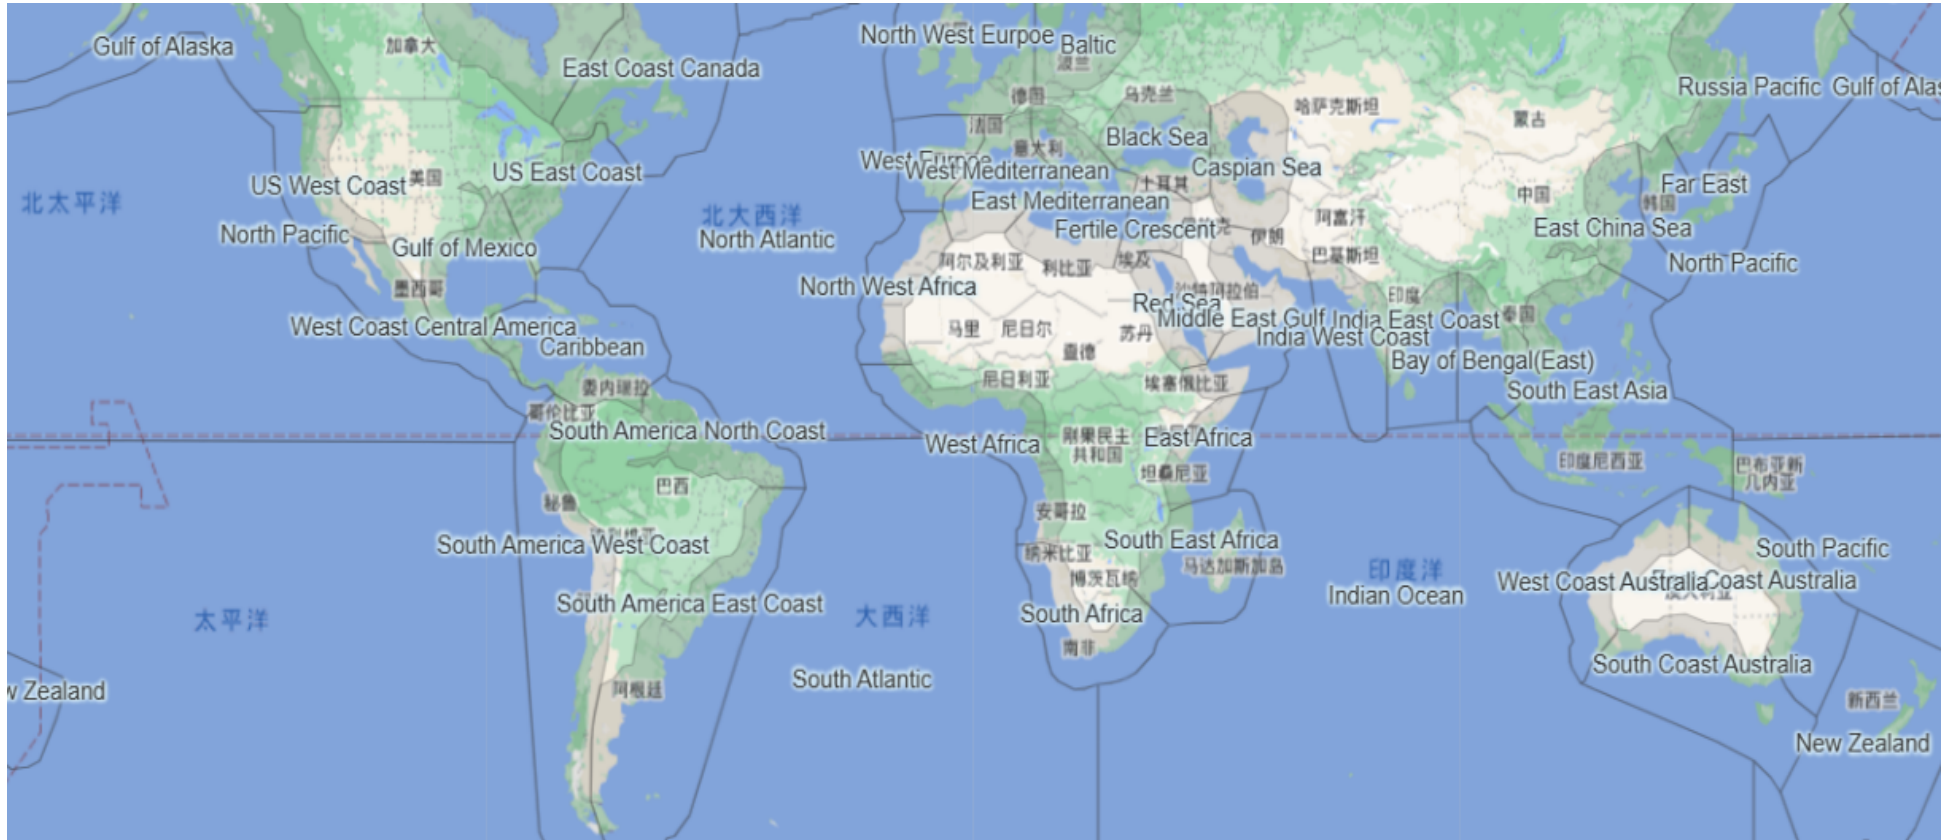 North West Eurpoe
Gulf of Alaska
加拿大
Baltic
波兰
East Coast Canada
Russia Pacific
Gulf of Alas
德国
乌克兰
哈萨克斯坦
蒙古
法国
Black Sea
意大利
West Eurpoe
West Mediterranean
Caspian Sea
US East Coast
美国
US West Coast
土耳其
Far East
中国
韩国
北太平洋
East Mediterranean
北大西洋
North Atlantic
阿富汗
Fertile Crescent
East China Sea
North Pacific
伊朗
Gulf of Mexico
巴基斯坦
阿尔及利亚
利比亚
埃及
North Pacific
墨西哥
North West Africa
沙特阿拉伯
印度
Red Sea
Middle East Gulf
India East Coast
泰国
West Coast Central America
马里
尼日尔
苏丹
India West Coast
Caribbean
乍得
Bay of Bengal(East)
委内瑞拉
尼日利亚
埃塞俄比亚
South East Asia
哥伦比亚
South America North Coast
West Africa
刚果民主
共和国
East Africa
印度尼西亚
巴布亚新
几内亚
坦桑尼亚
巴西
秘鲁
安哥拉
South America West Coast
South East Africa
纳米比亚
South Pacific
马达加斯加岛
印度洋
博茨瓦纳
West Coast Australia
Coast Australia
Indian Ocean
South America East Coast
South Africa
太平洋
大西洋
南非
South Coast Australia
South Atlantic
w Zealand
阿根廷
新西兰
New Zealand